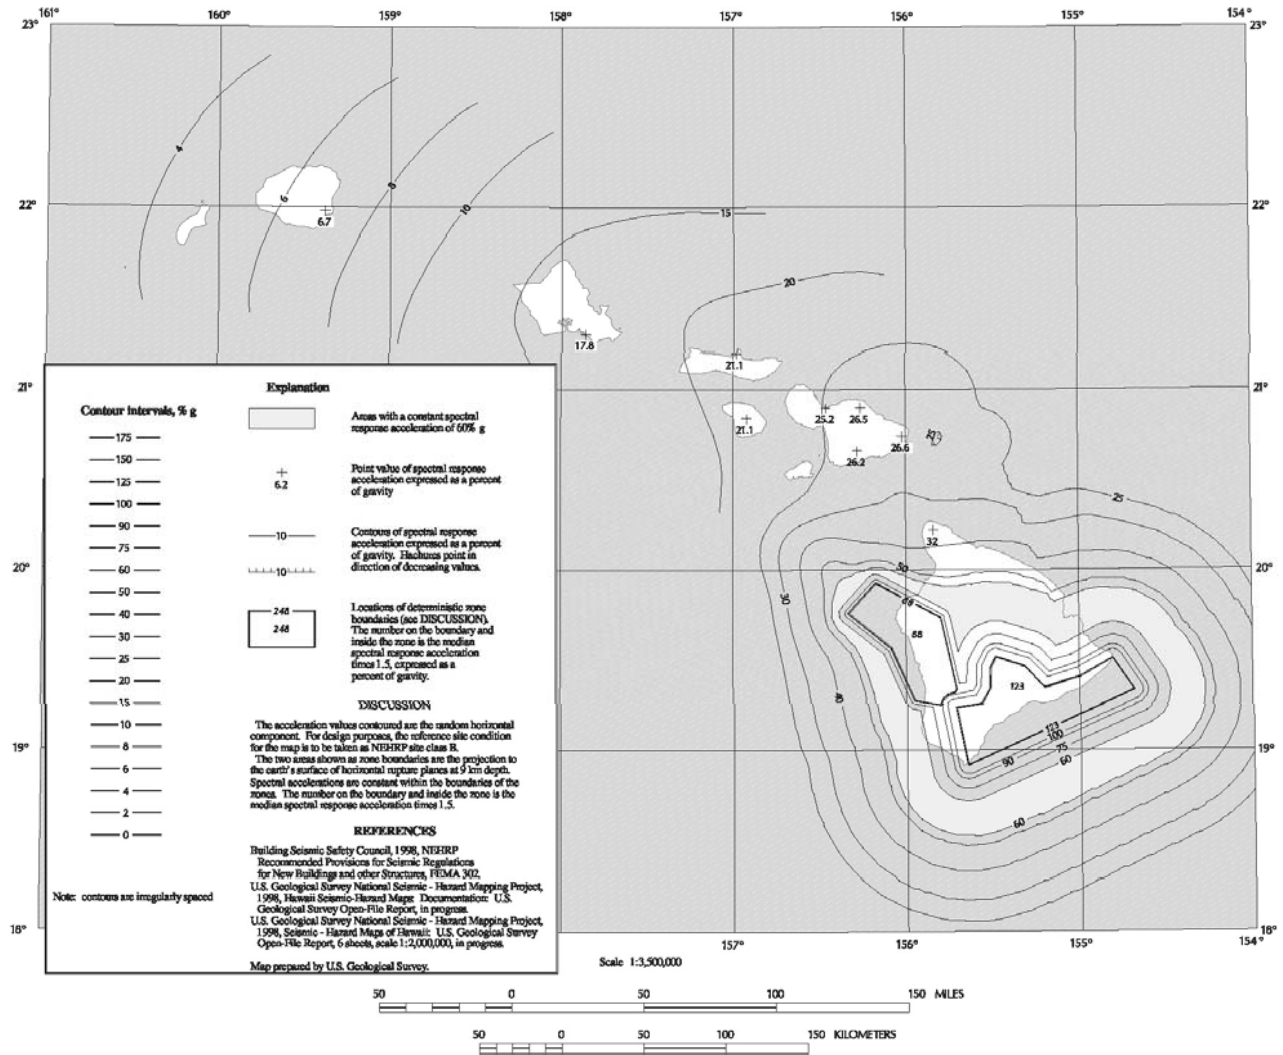 161°
160°
159°
158°
157°
156°
155°
154°
23°
23°
22°
22°
21°
21°
20°
20°
19°
19°
18°
18°
157°
156°
155°
154°
4
6
8
10
6.7
15
20
17.8
21.1
21.1
25.2
26.5
26.2
26.6
25
25
32
30
50
40
88
88
123
123
100
75
90
60
60
Explanation
Contour intervals, % g
175
150
125
100
90
75
60
50
40
30
25
20
15
10
8
6
4
2
0
Note: contours are irregularly spaced
Areas with a constant spectral
response acceleration of 60% g
6.2
Point value of spectral response
acceleration expressed as a percent
of gravity
10
10
Contours of spectral response
acceleration expressed as a percent
of gravity. Hachures point in
direction of decreasing values.
248
248
Locations of deterministic zone
boundaries (see DISCUSSION).
The number on the boundary and
inside the zone is the median
spectral response acceleration
times 1.5, expressed as a
percent of gravity.
DISCUSSION
The acceleration values contoured are the random horizontal
component. For design purposes, the reference site condition
for the map is to be taken as NEHRP site class B.
The two areas shown as zone boundaries are the projection to
the earth's surface of horizontal rupture planes at 9 km depth.
Spectral accelerations are constant within the boundaries of the
zones. The number on the boundary and inside the zone is the
median spectral response acceleration times 1.5.
REFERENCES
Building Seismic Safety Council, 1998, NEHRP
Recommended Provisions for Seismic Regulations
for New Buildings and other Structures, FEMA 302.
U.S. Geological Survey National Seismic - Hazard Mapping Project,
1998, Hawaii Seismic-Hazard Maps: Documentation: U.S.
Geological Survey Open-File Report, in progress.
U.S. Geological Survey National Seismic - Hazard Mapping Project,
1998, Seismic - Hazard Maps of Hawaii: U.S. Geological Survey
Open-File Report, 6 sheets, scale 1:2,000,000, in progress.
Map prepared by U.S. Geological Survey.
Scale 1:3,500,000
50 0 50 100 150 MILES
50 0 50 100 150 KILOMETERS